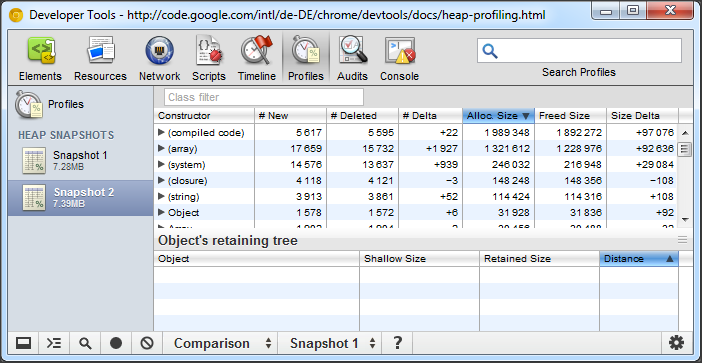 Developer Tools - http://code.google.com/intl/de-DE/chrome/devtools/docs/heap-profiling.html
Elements Resources Network Scripts Timeline Profiles Audits Console Search Profiles
Profiles
HEAP SNAPSHOTS
Snapshot 1
7.28MB
Snapshot 2
7.39MB
Class filter
Constructor # New # Deleted # Delta Alloc. Size ▼ Freed Size Size Delta
▶ (compiled code) 5 617 5 595 +22 1 989 348 1 892 272 +97 076
▶ (array) 17 659 15 732 +1 927 1 321 612 1 228 976 +92 636
▶ (system) 14 576 13 637 +939 246 032 216 948 +29 084
▶ (closure) 4 118 4 121 −3 148 248 148 356 −108
▶ (string) 3 913 3 861 +52 114 424 114 316 +108
▶ Object 1 578 1 572 +6 31 928 31 836 +92
Object's retaining tree
Object Shallow Size Retained Size Distance ▲
Comparison Snapshot 1 ?